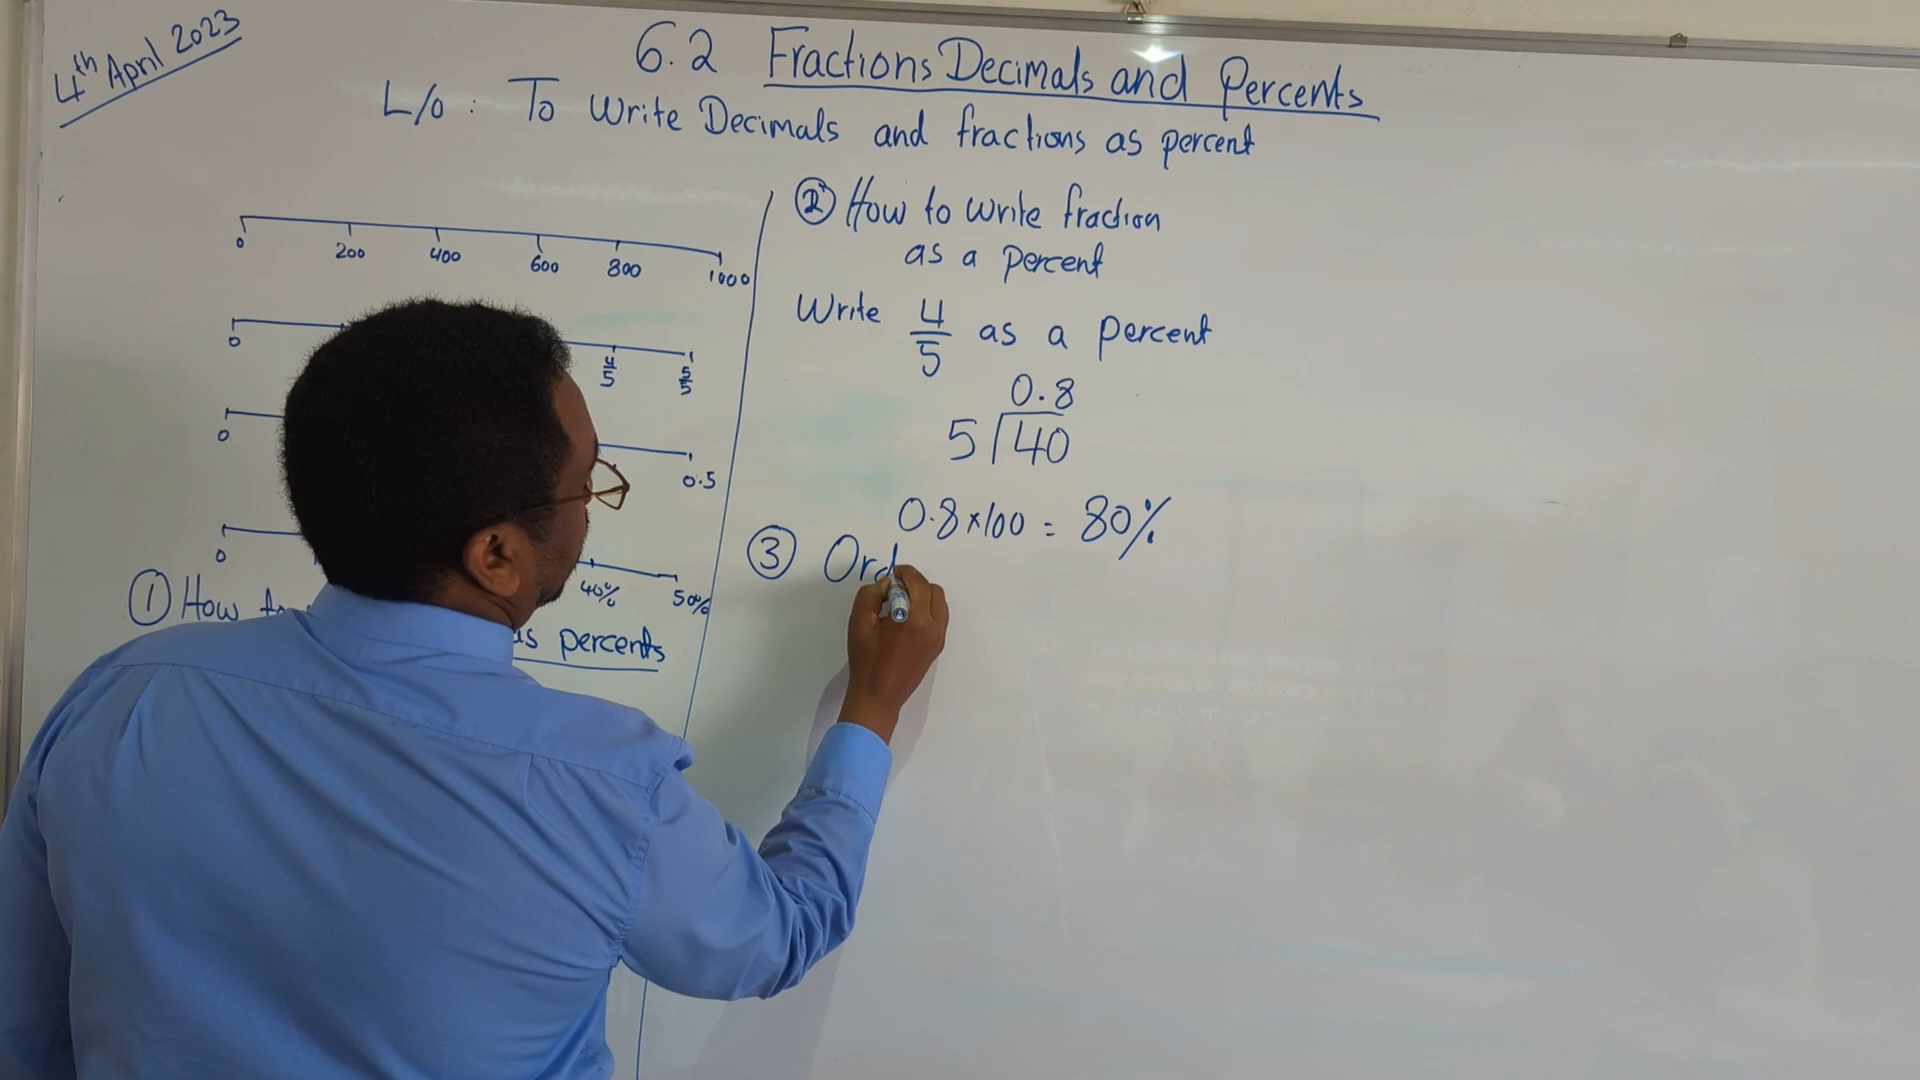 4th April 2023
6.2 Fractions Decimals and Percents
L/o : To Write Decimals and fractions as percent
0 200 400 600 800 1000
0 4/5 5/5
0 0.5
0 40% 50%
① How to
as percents
② How to write fraction
as a percent
Write 4/5 as a percent
0.8
5 40
0.8×100 = 80%
③ Ord